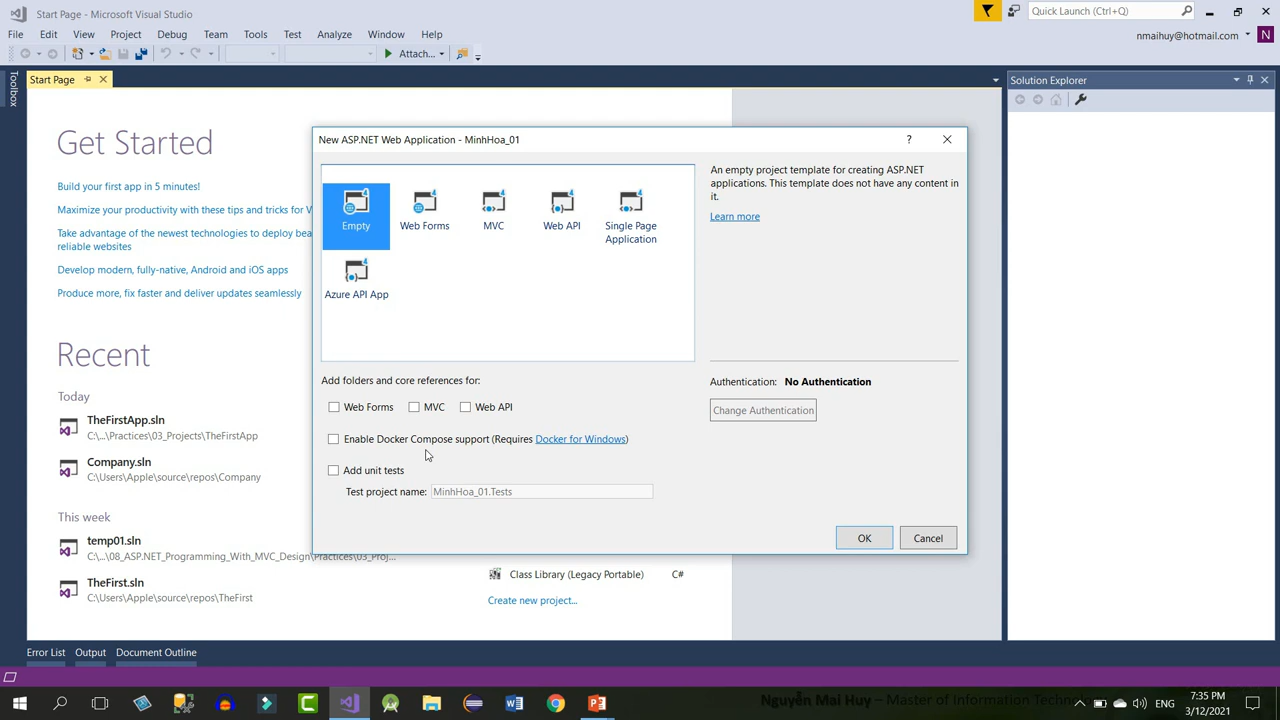 Start Page - Microsoft Visual Studio
Quick Launch (Ctrl+Q)
File Edit View Project Debug Team Tools Test Analyze Window Help
nmaihuy@hotmail.com
N
Attach...
Toolbox
Start Page
Solution Explorer
Get Started
Build your first app in 5 minutes!
Maximize your productivity with these tips and tricks for V
Take advantage of the newest technologies to deploy bea
reliable websites
Develop modern, fully-native, Android and iOS apps
Produce more, fix faster and deliver updates seamlessly
Recent
Today
TheFirstApp.sln
C:\...\Practices\03_Projects\TheFirstApp
Company.sln
C:\Users\Apple\source\repos\Company
This week
temp01.sln
C:\...\08_ASP.NET_Programming_With_MVC_Design\Practices\03_Proj...
TheFirst.sln
C:\Users\Apple\source\repos\TheFirst
New ASP.NET Web Application - MinhHoa_01
?
Empty
Web Forms
MVC
Web API
Single Page
Application
Azure API App
An empty project template for creating ASP.NET
applications. This template does not have any content in
it.
Learn more
Add folders and core references for:
Web Forms MVC Web API
Enable Docker Compose support (Requires Docker for Windows)
Add unit tests
Test project name: MinhHoa_01.Tests
Authentication: No Authentication
Change Authentication
OK
Cancel
Class Library (Legacy Portable) C#
Create new project...
Error List Output Document Outline
Nguyễn Mai Huy – Master of Information Techno
ENG
7:35 PM
3/12/2021